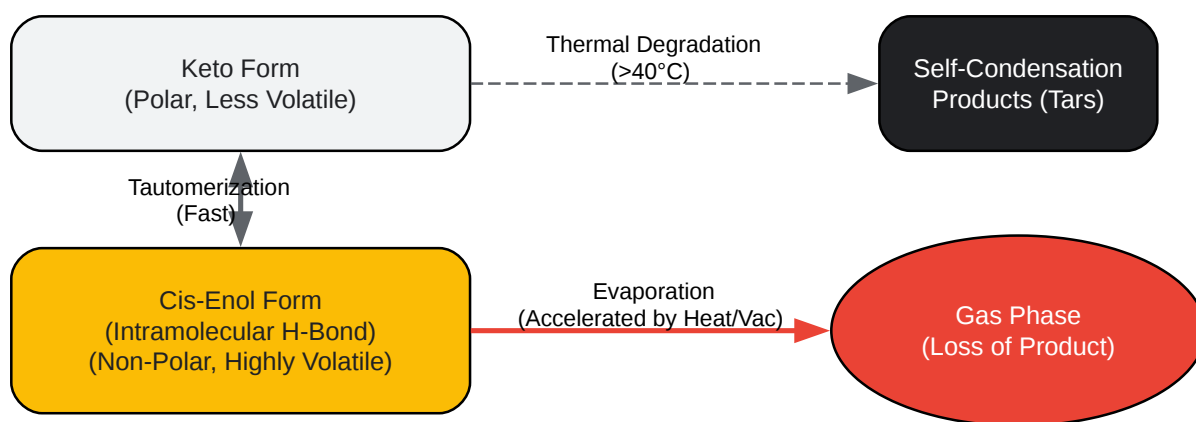 Keto Form
(Polar, Less Volatile)
Thermal Degradation
(>40°C)
Self-Condensation
Products (Tars)
Tautomerization
(Fast)
Cis-Enol Form
(Intramolecular H-Bond)
(Non-Polar, Highly Volatile)
Evaporation
(Accelerated by Heat/Vac)
Gas Phase
(Loss of Product)